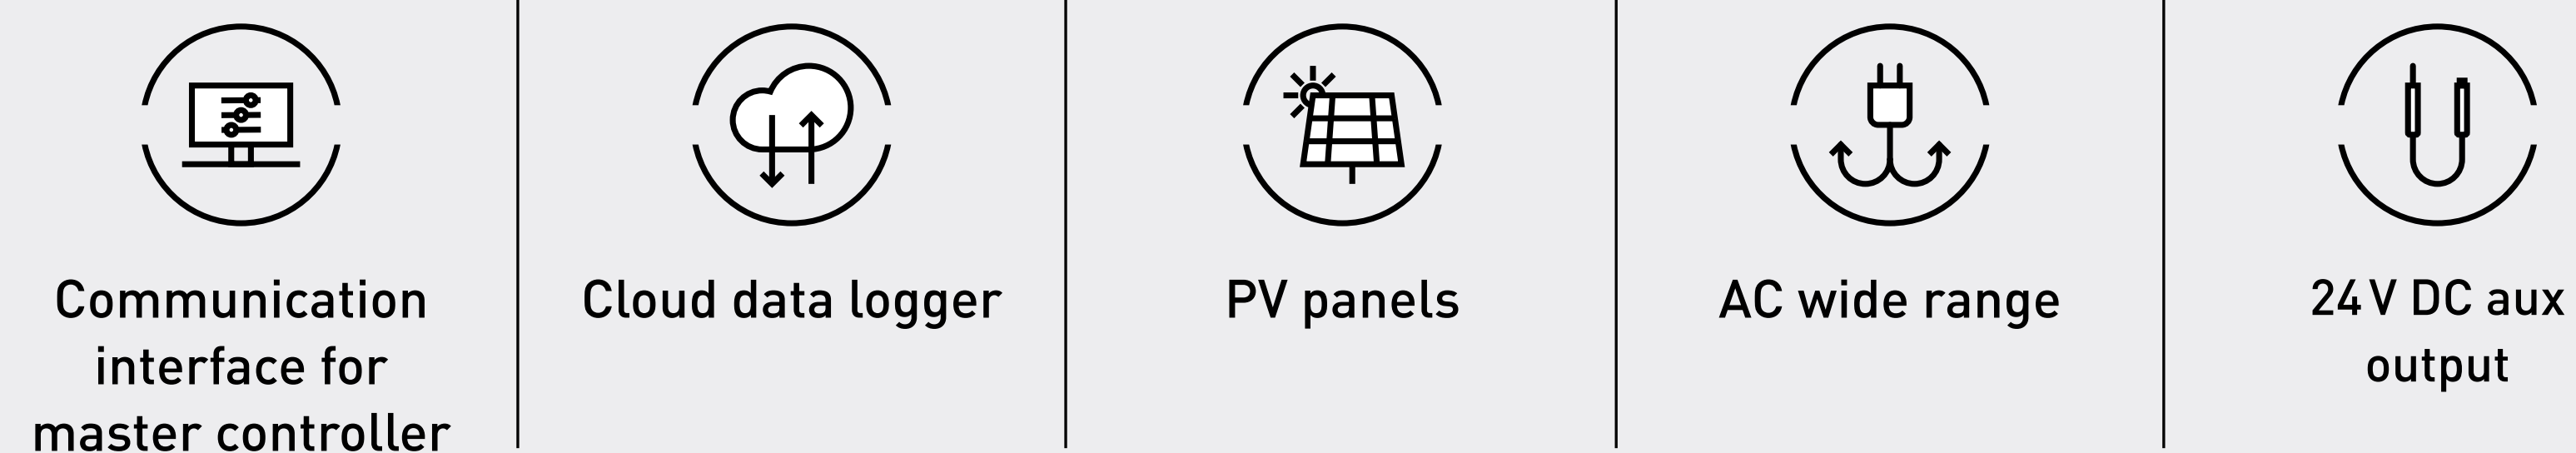 Communication
interface for
master controller
Cloud data logger
PV panels
AC wide range
24 V DC aux
output